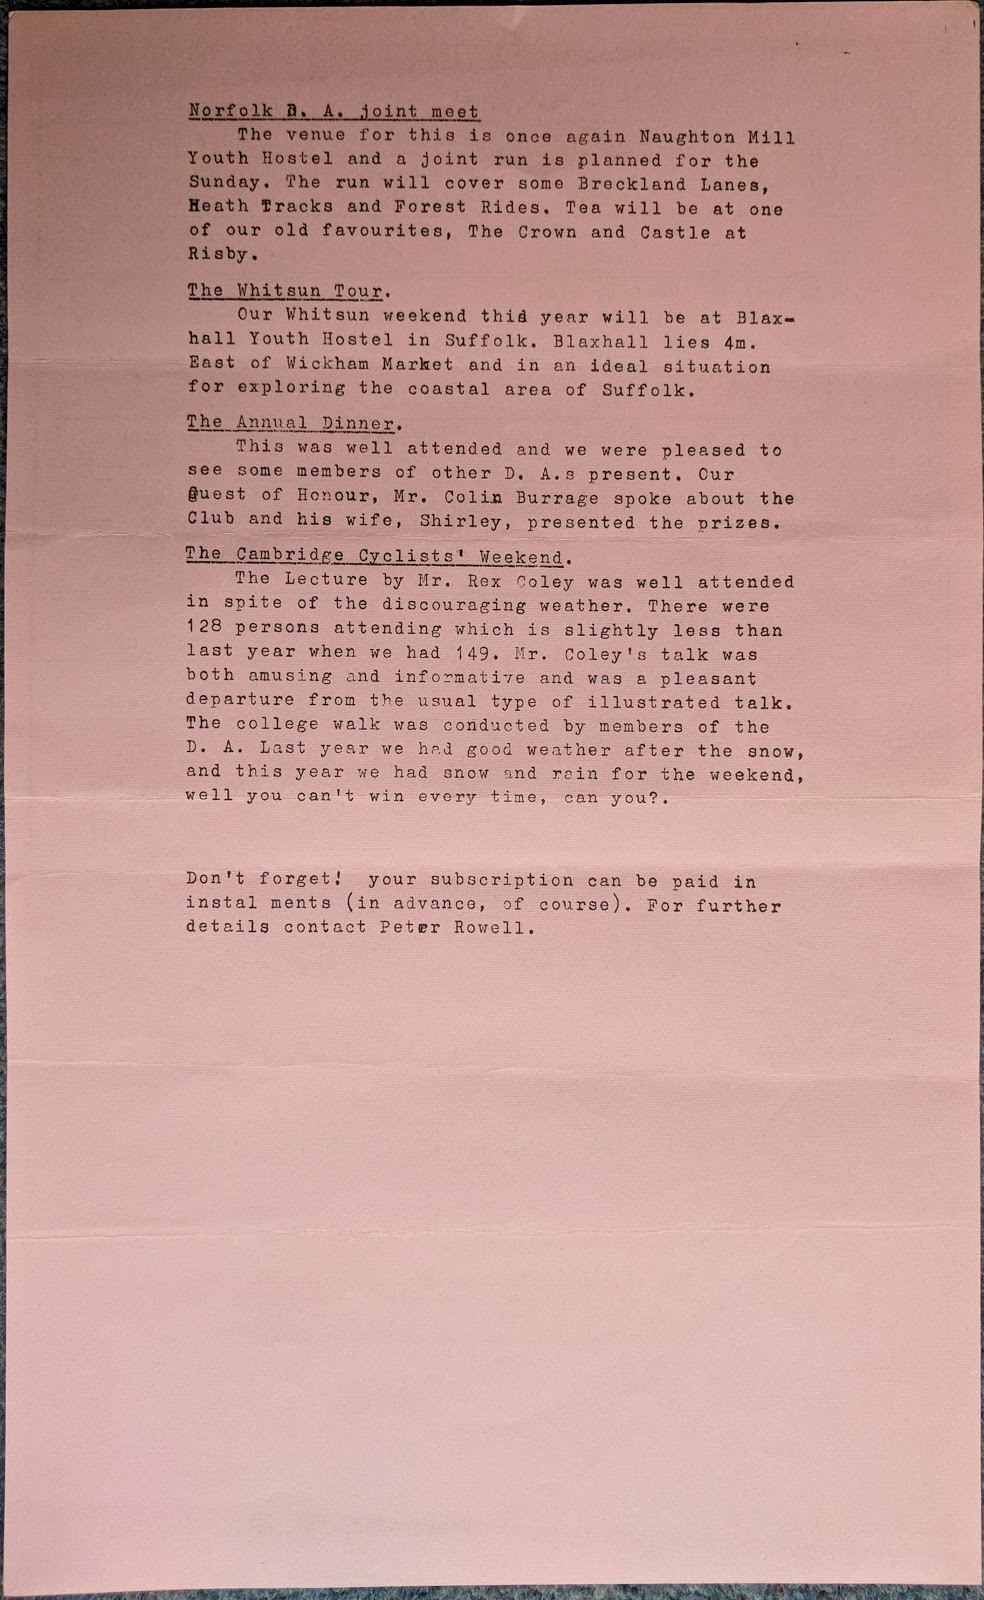 Norfolk D. A. joint meet
The venue for this is once again Naughton Mill
Youth Hostel and a joint run is planned for the
Sunday. The run will cover some Breckland Lanes,
Heath Tracks and Forest Rides. Tea will be at one
of our old favourites, The Crown and Castle at
Risby.
The Whitsun Tour.
Our Whitsun weekend this year will be at Blax-
hall Youth Hostel in Suffolk. Blaxhall lies 4m.
East of Wickham Market and in an ideal situation
for exploring the coastal area of Suffolk.
The Annual Dinner.
This was well attended and we were pleased to
see some members of other D. A.s present. Our
Guest of Honour, Mr. Colin Burrage spoke about the
Club and his wife, Shirley, presented the prizes.
The Cambridge Cyclists' Weekend.
The Lecture by Mr. Rex Coley was well attended
in spite of the discouraging weather. There were
128 persons attending which is slightly less than
last year when we had 149. Mr. Coley's talk was
both amusing and informative and was a pleasant
departure from the usual type of illustrated talk.
The college walk was conducted by members of the
D. A. Last year we had good weather after the snow,
and this year we had snow and rain for the weekend,
well you can't win every time, can you?.
Don't forget! your subscription can be paid in
instal ments (in advance, of course). For further
details contact Peter Rowell.